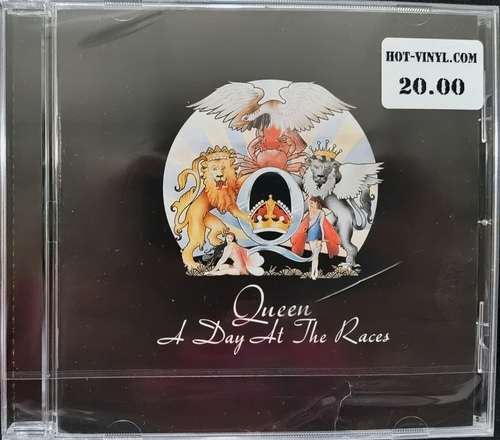 HOT-VINYL.COM
20.00
Queen
A Day At The Races